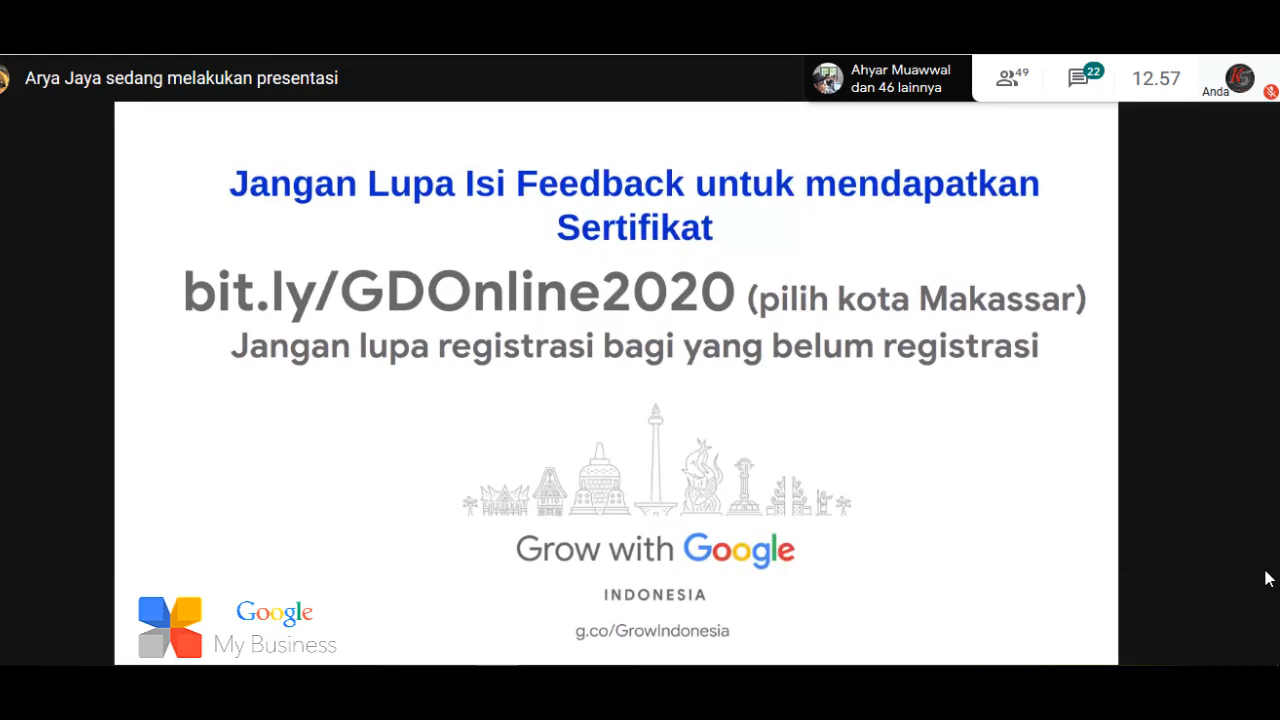 Arya Jaya sedang melakukan presentasi
Ahyar Muawwal
dan 46 lainnya
49
22
12.57
Anda
Jangan Lupa Isi Feedback untuk mendapatkan
Sertifikat
bit.ly/GDOnline2020 (pilih kota Makassar)
Jangan lupa registrasi bagi yang belum registrasi
Grow with Google
INDONESIA
g.co/GrowIndonesia
Google
My Business